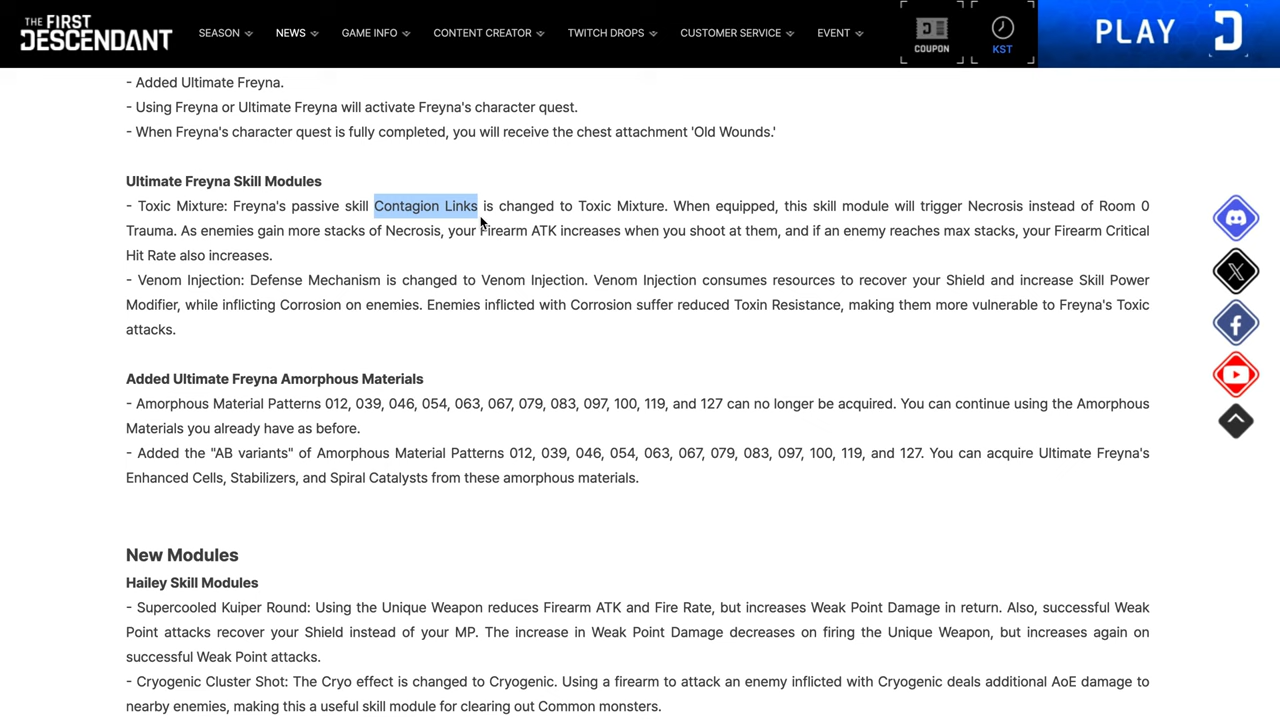 THE FIRST
DESCENDANT
SEASON NEWS GAME INFO CONTENT CREATOR TWITCH DROPS CUSTOMER SERVICE EVENT
COUPON
KST
PLAY
- Added Ultimate Freyna.
- Using Freyna or Ultimate Freyna will activate Freyna's character quest.
- When Freyna's character quest is fully completed, you will receive the chest attachment 'Old Wounds.'
Ultimate Freyna Skill Modules
- Toxic Mixture: Freyna's passive skill Contagion Links is changed to Toxic Mixture. When equipped, this skill module will trigger Necrosis instead of Room 0
Trauma. As enemies gain more stacks of Necrosis, your Firearm ATK increases when you shoot at them, and if an enemy reaches max stacks, your Firearm Critical
Hit Rate also increases.
- Venom Injection: Defense Mechanism is changed to Venom Injection. Venom Injection consumes resources to recover your Shield and increase Skill Power
Modifier, while inflicting Corrosion on enemies. Enemies inflicted with Corrosion suffer reduced Toxin Resistance, making them more vulnerable to Freyna's Toxic
attacks.
Added Ultimate Freyna Amorphous Materials
- Amorphous Material Patterns 012, 039, 046, 054, 063, 067, 079, 083, 097, 100, 119, and 127 can no longer be acquired. You can continue using the Amorphous
Materials you already have as before.
- Added the "AB variants" of Amorphous Material Patterns 012, 039, 046, 054, 063, 067, 079, 083, 097, 100, 119, and 127. You can acquire Ultimate Freyna's
Enhanced Cells, Stabilizers, and Spiral Catalysts from these amorphous materials.
New Modules
Hailey Skill Modules
- Supercooled Kuiper Round: Using the Unique Weapon reduces Firearm ATK and Fire Rate, but increases Weak Point Damage in return. Also, successful Weak
Point attacks recover your Shield instead of your MP. The increase in Weak Point Damage decreases on firing the Unique Weapon, but increases again on
successful Weak Point attacks.
- Cryogenic Cluster Shot: The Cryo effect is changed to Cryogenic. Using a firearm to attack an enemy inflicted with Cryogenic deals additional AoE damage to
nearby enemies, making this a useful skill module for clearing out Common monsters.